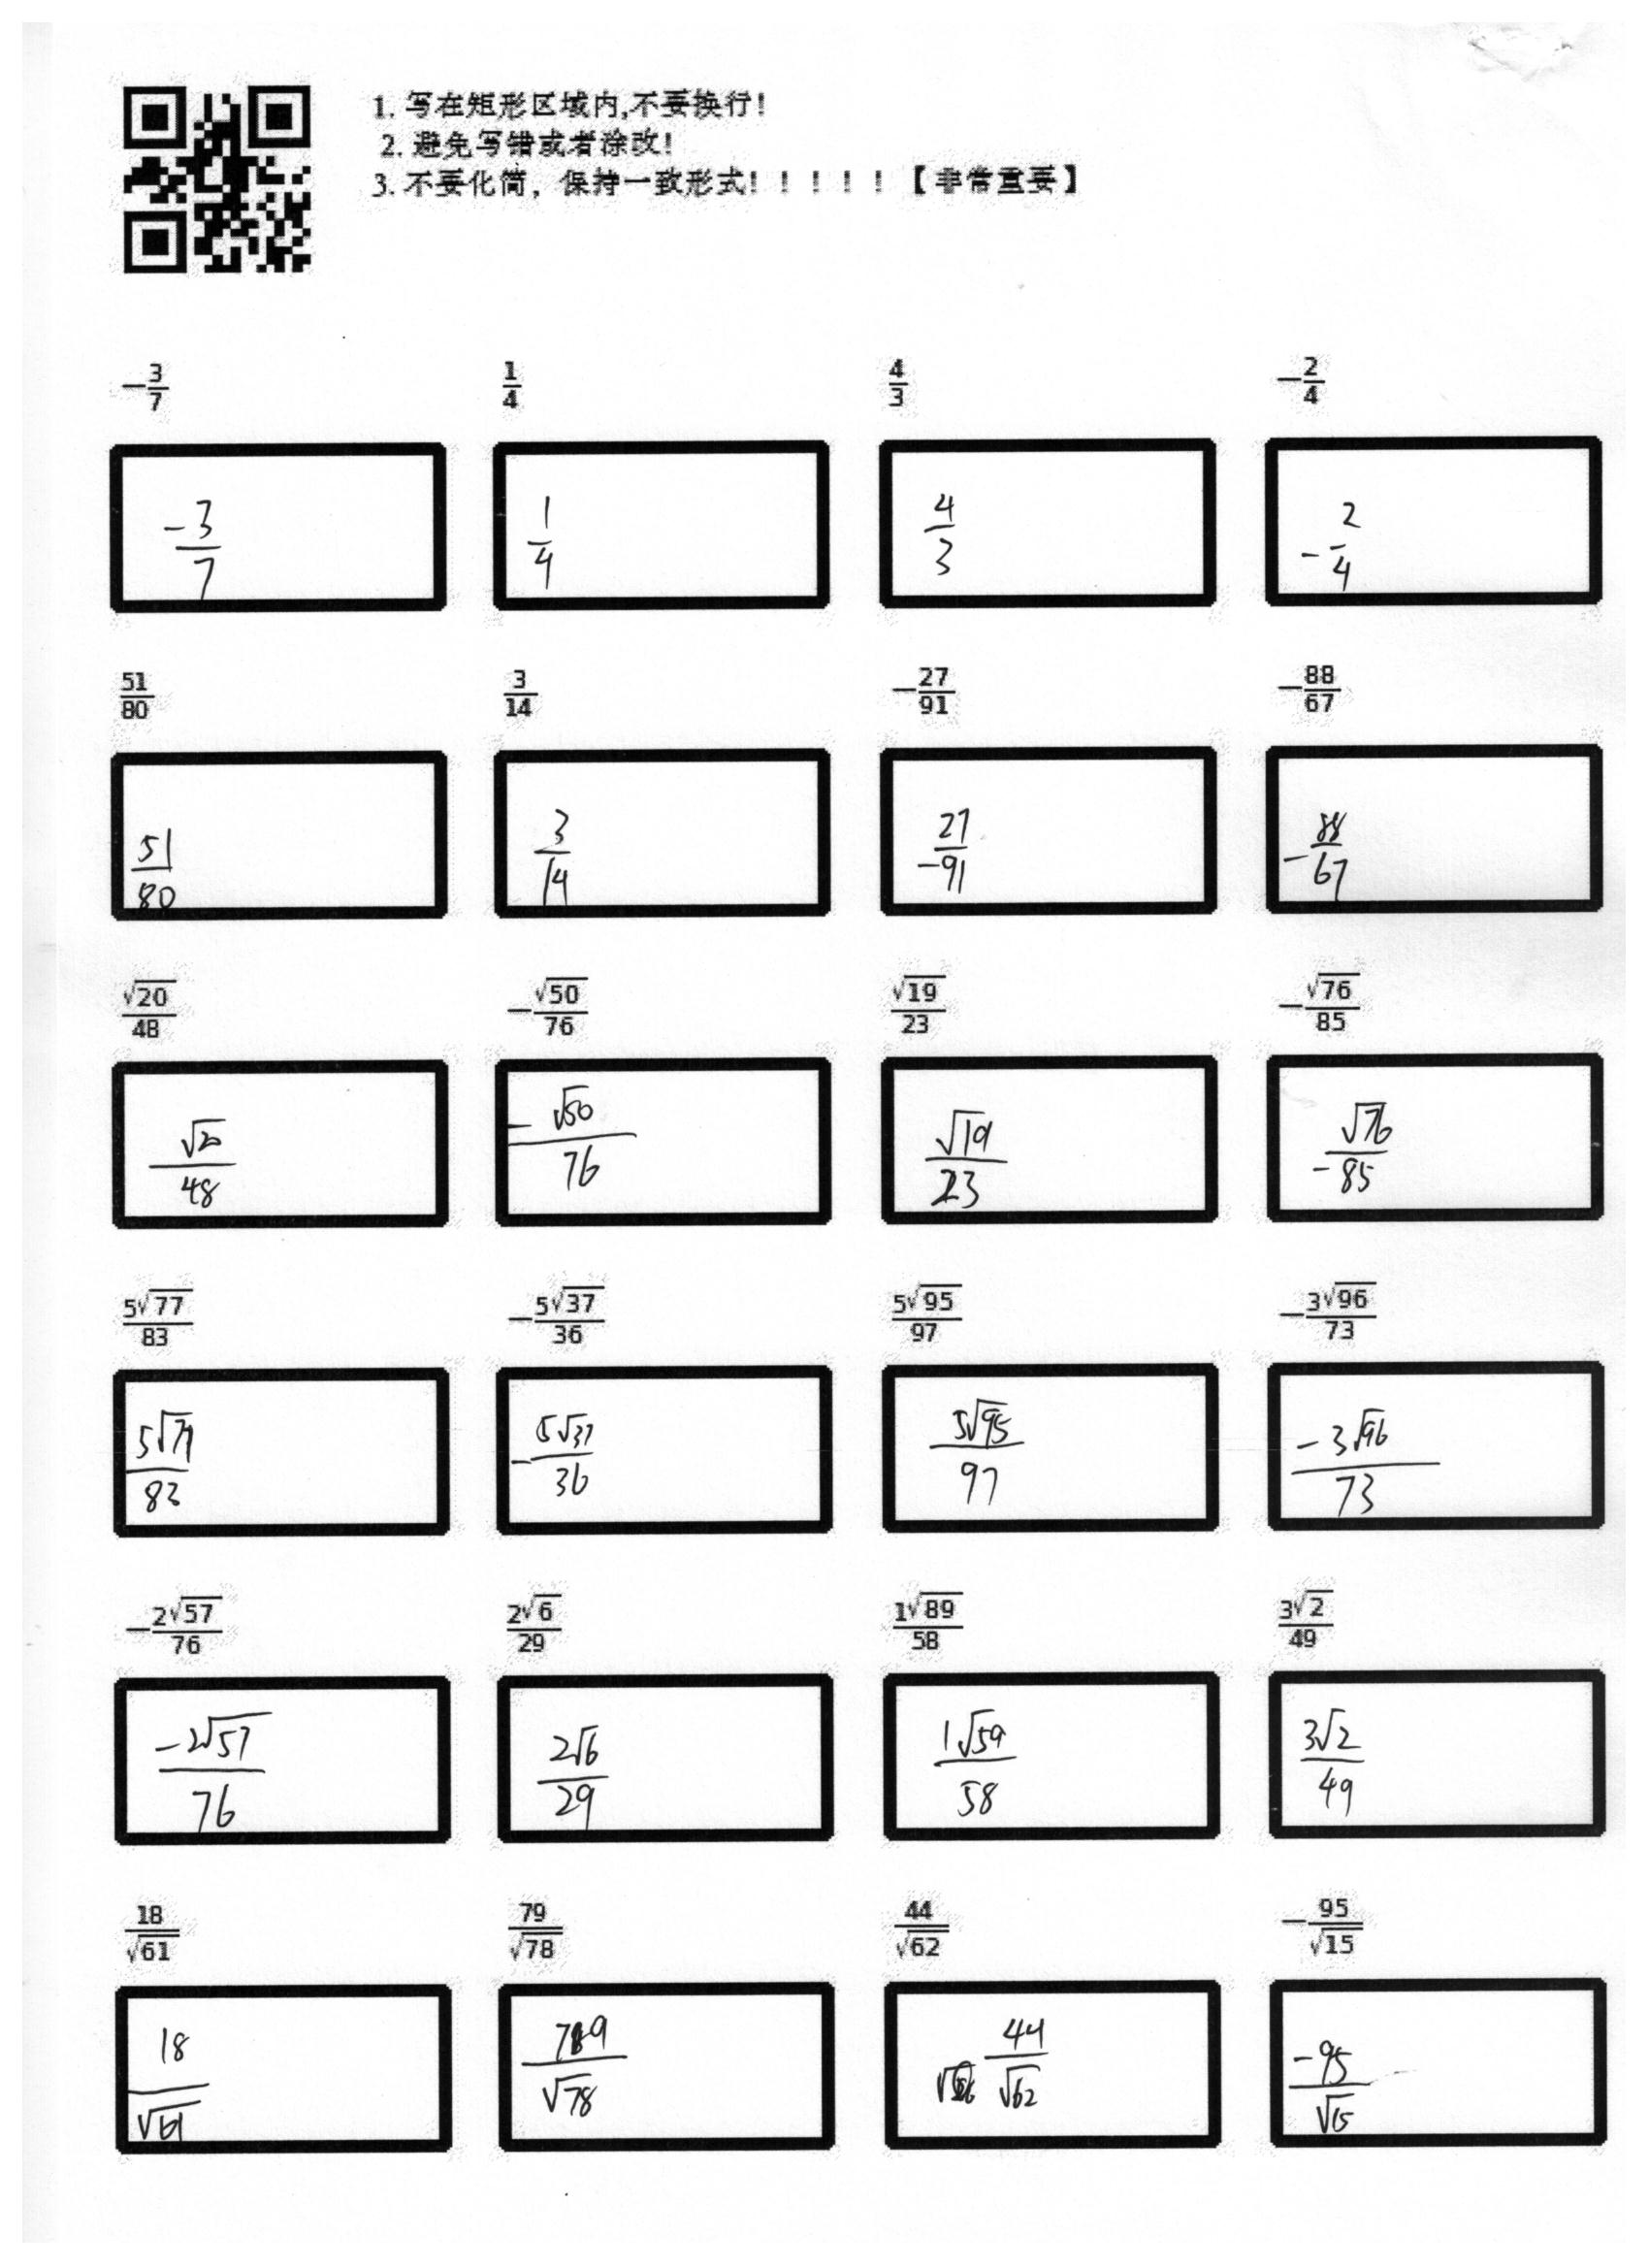 1. 写在矩形区域内,不要换行!
2. 避免写错或者涂改!
3. 不要化简，保持一致形式!！！！！【非常重要】
-\frac{3}{7} \frac{1}{4} \frac{4}{3} -\frac{2}{4}
\frac{-3}{7} \frac{1}{4} \frac{4}{3} -\frac{2}{4}
\frac{51}{80} \frac{3}{14} -\frac{27}{91} -\frac{88}{67}
\frac{51}{80} \frac{3}{14} -\frac{27}{91} -\frac{88}{67}
\frac{\sqrt{20}}{48} -\frac{\sqrt{50}}{76} \frac{\sqrt{19}}{23} -\frac{\sqrt{76}}{85}
\frac{\sqrt{20}}{48} \frac{-\sqrt{50}}{76} \frac{\sqrt{19}}{23} -\frac{\sqrt{76}}{85}
\frac{5\sqrt{77}}{83} -\frac{5\sqrt{37}}{36} \frac{5\sqrt{95}}{97} -\frac{3\sqrt{96}}{73}
\frac{5\sqrt{77}}{83} -\frac{5\sqrt{37}}{36} \frac{5\sqrt{95}}{97} \frac{-3\sqrt{96}}{73}
-\frac{2\sqrt{57}}{76} \frac{2\sqrt{6}}{29} \frac{1\sqrt{89}}{58} \frac{3\sqrt{2}}{49}
\frac{-2\sqrt{57}}{76} \frac{2\sqrt{6}}{29} \frac{1\sqrt{59}}{58} \frac{3\sqrt{2}}{49}
\frac{18}{\sqrt{61}} \frac{79}{\sqrt{78}} \frac{44}{\sqrt{62}} -\frac{95}{\sqrt{15}}
\frac{18}{\sqrt{61}} \frac{79}{\sqrt{78}} \frac{44}{\sqrt{62}} \frac{-95}{\sqrt{15}}